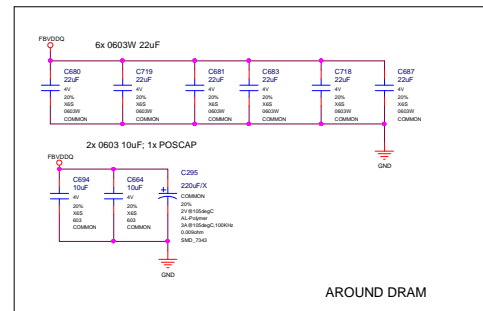 FBVDDQ
6x 0603W 22uF
C680
22uF
4V
20%
X6S
0603W
COMMON
C719
22uF
4V
20%
X6S
0603W
COMMON
C681
22uF
4V
20%
X6S
0603W
COMMON
C683
22uF
4V
20%
X6S
0603W
COMMON
C718
22uF
4V
20%
X6S
0603W
COMMON
C687
22uF
4V
20%
X6S
0603W
COMMON
GND
2x 0603 10uF; 1x POSCAP
FBVDDQ
C694
10uF
4V
20%
X6S
603
COMMON
C664
10uF
4V
20%
X6S
603
COMMON
C295
220uF/X
COMMON
20%
2V@105degC
AL-Polymer
3A@105degC,100KHz
0.009ohm
SMD_7343
GND
AROUND DRAM